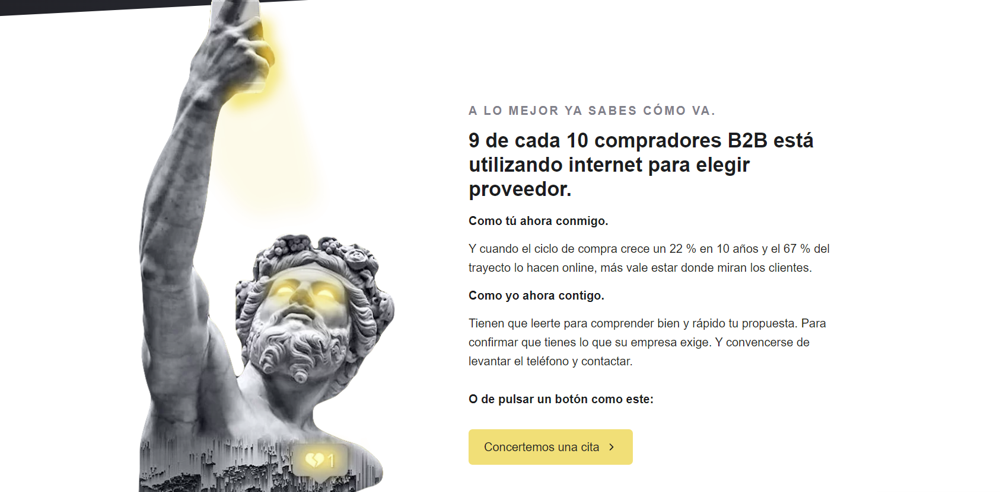 A LO MEJOR YA SABES CÓMO VA.
9 de cada 10 compradores B2B está
utilizando internet para elegir
proveedor.
Como tú ahora conmigo.
Y cuando el ciclo de compra crece un 22 % en 10 años y el 67 % del
trayecto lo hacen online, más vale estar donde miran los clientes.
Como yo ahora contigo.
Tienen que leerte para comprender bien y rápido tu propuesta. Para
confirmar que tienes lo que su empresa exige. Y convencerse de
levantar el teléfono y contactar.
O de pulsar un botón como este:
Concertemos una cita
1